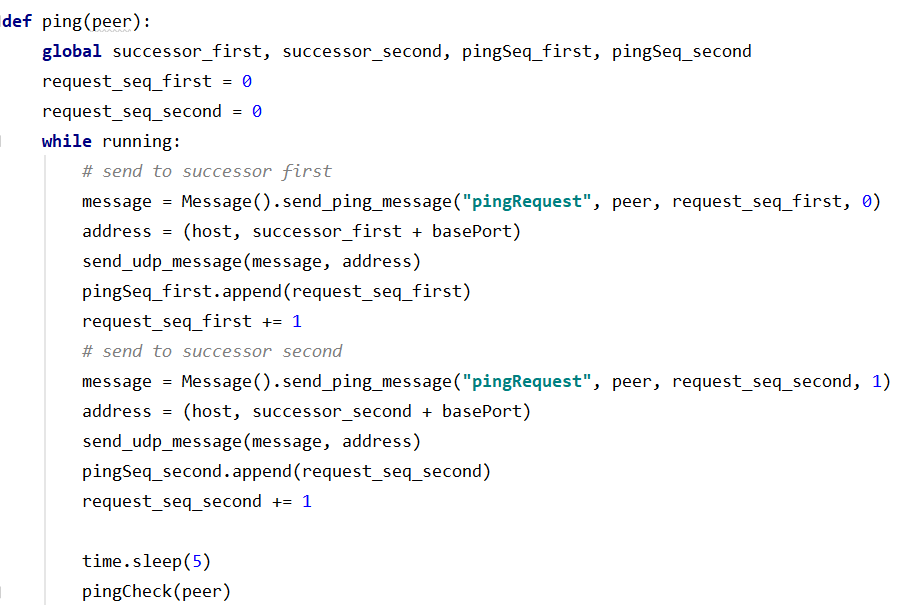 def ping(peer):
    global successor_first, successor_second, pingSeq_first, pingSeq_second
    request_seq_first = 0
    request_seq_second = 0
    while running:
        # send to successor first
        message = Message().send_ping_message("pingRequest", peer, request_seq_first, 0)
        address = (host, successor_first + basePort)
        send_udp_message(message, address)
        pingSeq_first.append(request_seq_first)
        request_seq_first += 1
        # send to successor second
        message = Message().send_ping_message("pingRequest", peer, request_seq_second, 1)
        address = (host, successor_second + basePort)
        send_udp_message(message, address)
        pingSeq_second.append(request_seq_second)
        request_seq_second += 1

        time.sleep(5)
        pingCheck(peer)